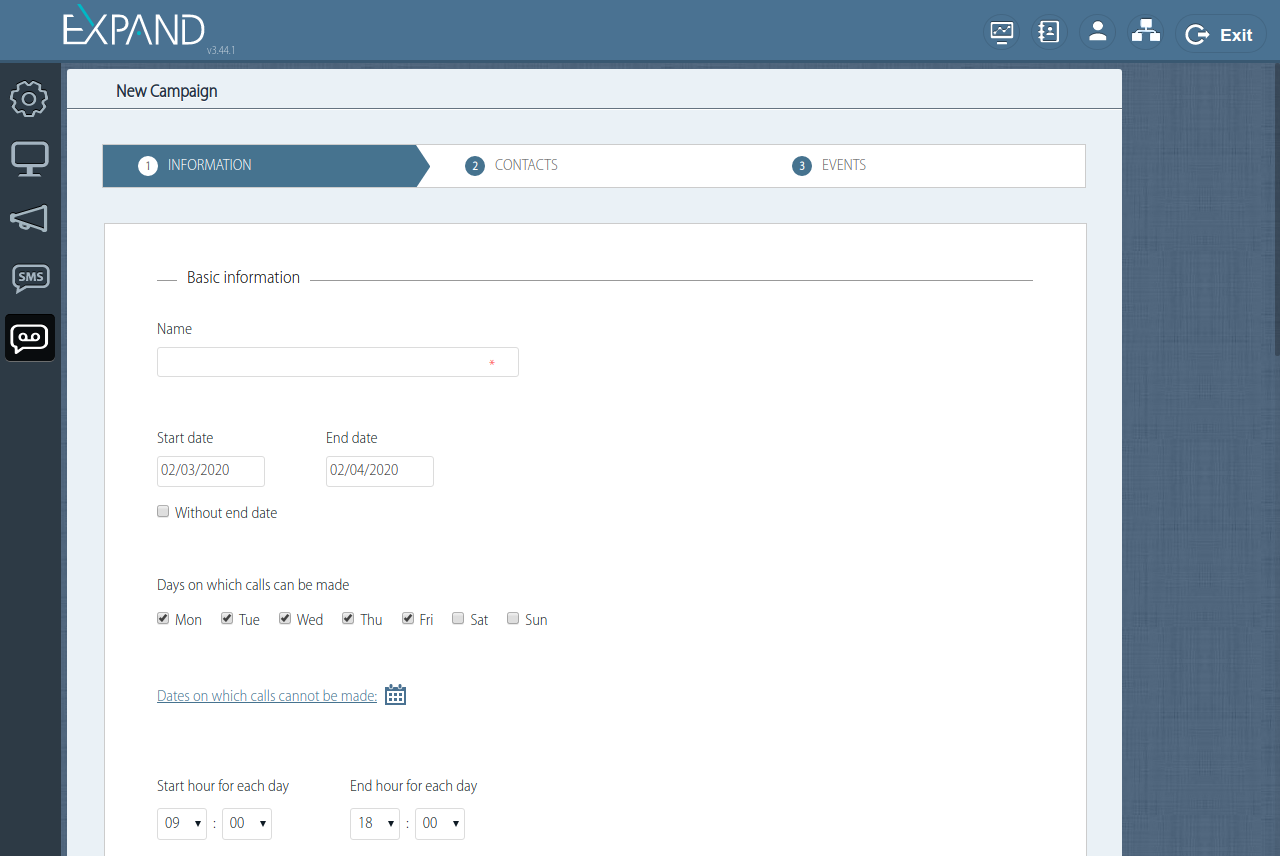 EXPAND
v3.44.1
Exit
New Campaign
1 INFORMATION
2 CONTACTS
3 EVENTS
SMS
Basic information
Name
*
Start date
End date
02/03/2020
02/04/2020
Without end date
Days on which calls can be made
Mon Tue Wed Thu Fri Sat Sun
Dates on which calls cannot be made:
Start hour for each day
End hour for each day
09 : 00
18 : 00